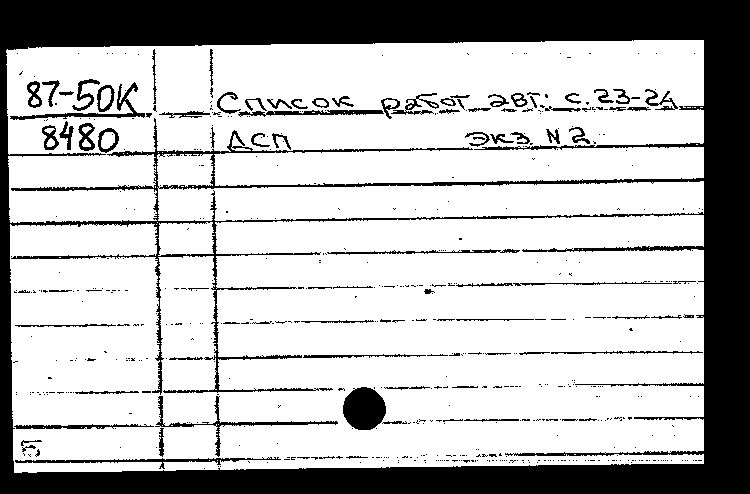 87-50К Список работ авт.: с. 23-24
8480 ДСП экз. N 2.